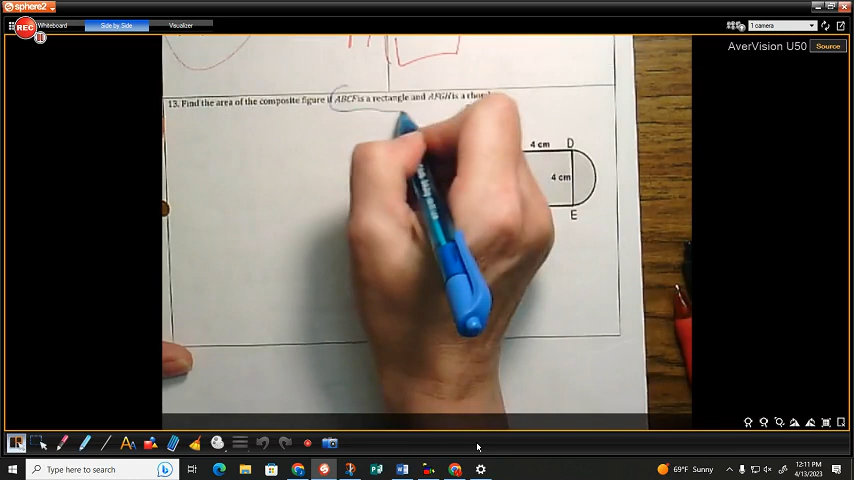 sphere2
REC
Whiteboard
Side by Side
Visualizer
1 camera
AverVision U50
Source
13. Find the area of the composite figure if ABCF is a rectangle and AFGH is a
4 cm D
4 cm
E
Type here to search
69°F Sunny
12:11 PM
4/13/2023